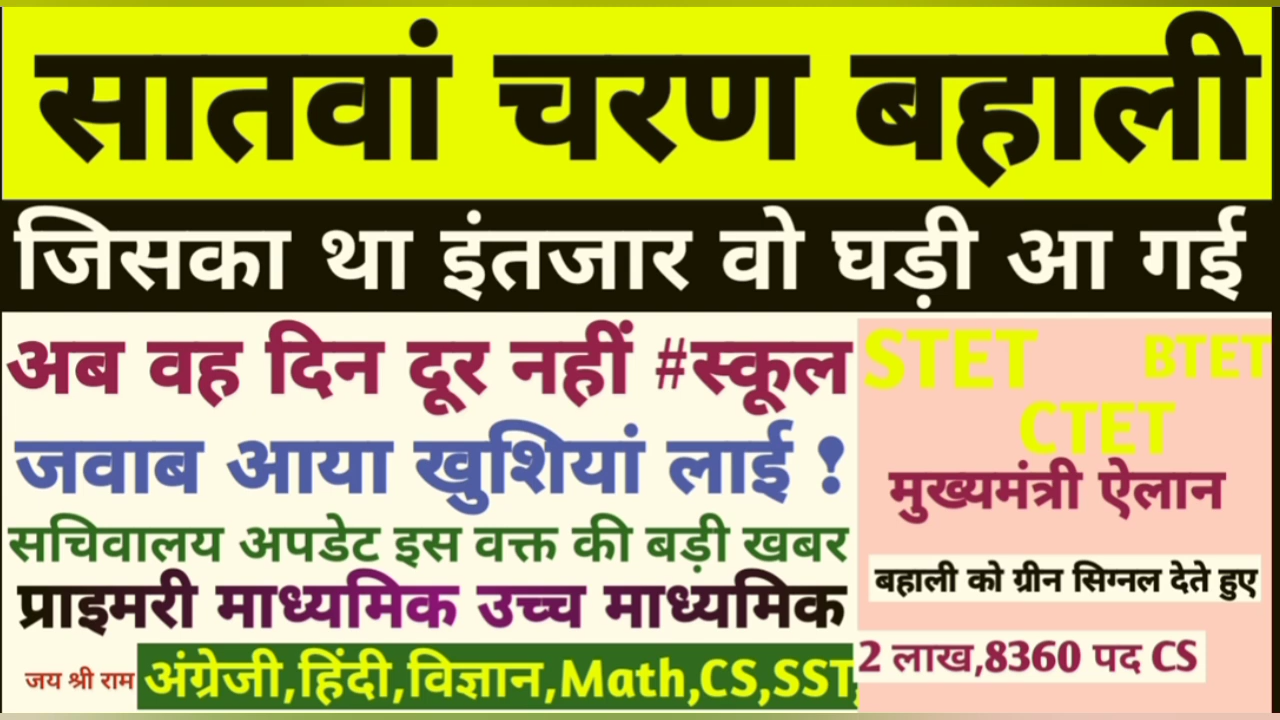 सातवां चरण बहाली
जिसका था इंतजार वो घड़ी आ गई
अब वह दिन दूर नहीं #स्कूल
जवाब आया खुशियां लाई !
सचिवालय अपडेट इस वक्त की बड़ी खबर
प्राइमरी माध्यमिक उच्च माध्यमिक
जय श्री राम
अंग्रेजी,हिंदी,विज्ञान,Math,CS,SST,
STET
BTET
CTET
मुख्यमंत्री ऐलान
बहाली को ग्रीन सिग्नल देते हुए
2 लाख,8360 पद CS